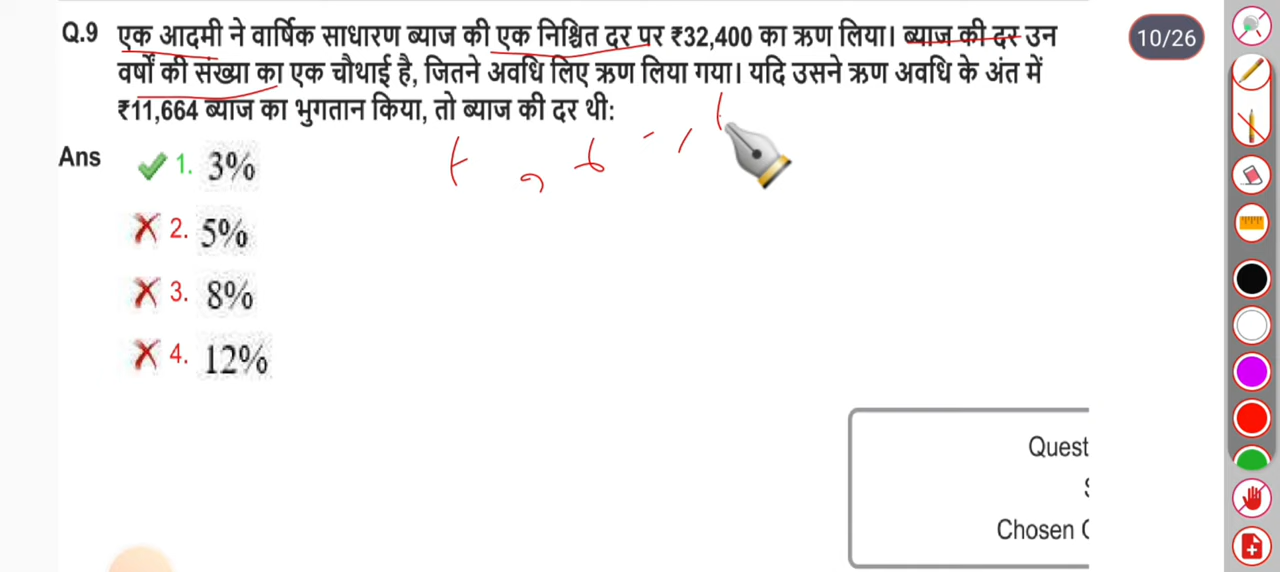 Q.9 एक आदमी ने वार्षिक साधारण ब्याज की एक निश्चित दर पर ₹32,400 का ऋण लिया। ब्याज की दर उन
वर्षों की संख्या का एक चौथाई है, जितने अवधि लिए ऋण लिया गया। यदि उसने ऋण अवधि के अंत में
₹11,664 ब्याज का भुगतान किया, तो ब्याज की दर थी:
Ans 1. 3%
2. 5%
3. 8%
4. 12%
10/26
Quest
Chosen